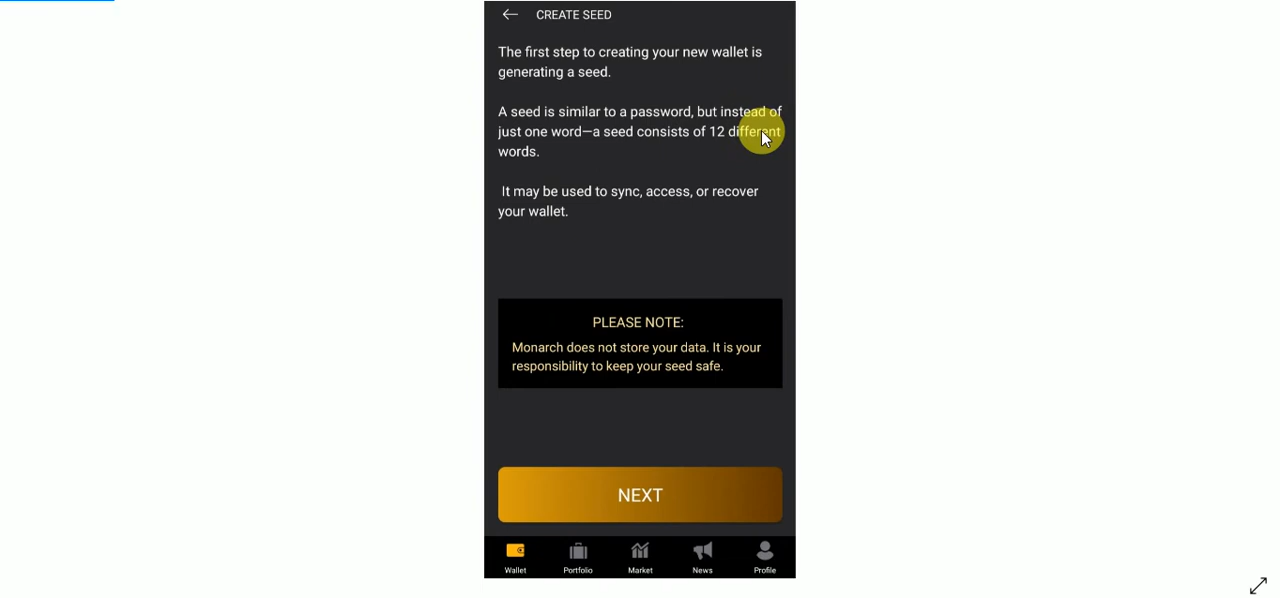 CREATE SEED
The first step to creating your new wallet is
generating a seed.
A seed is similar to a password, but instead of
just one word—a seed consists of 12 different
words.
It may be used to sync, access, or recover
your wallet.
PLEASE NOTE:
Monarch does not store your data. It is your
responsibility to keep your seed safe.
NEXT
Wallet Portfolio Market News Profile